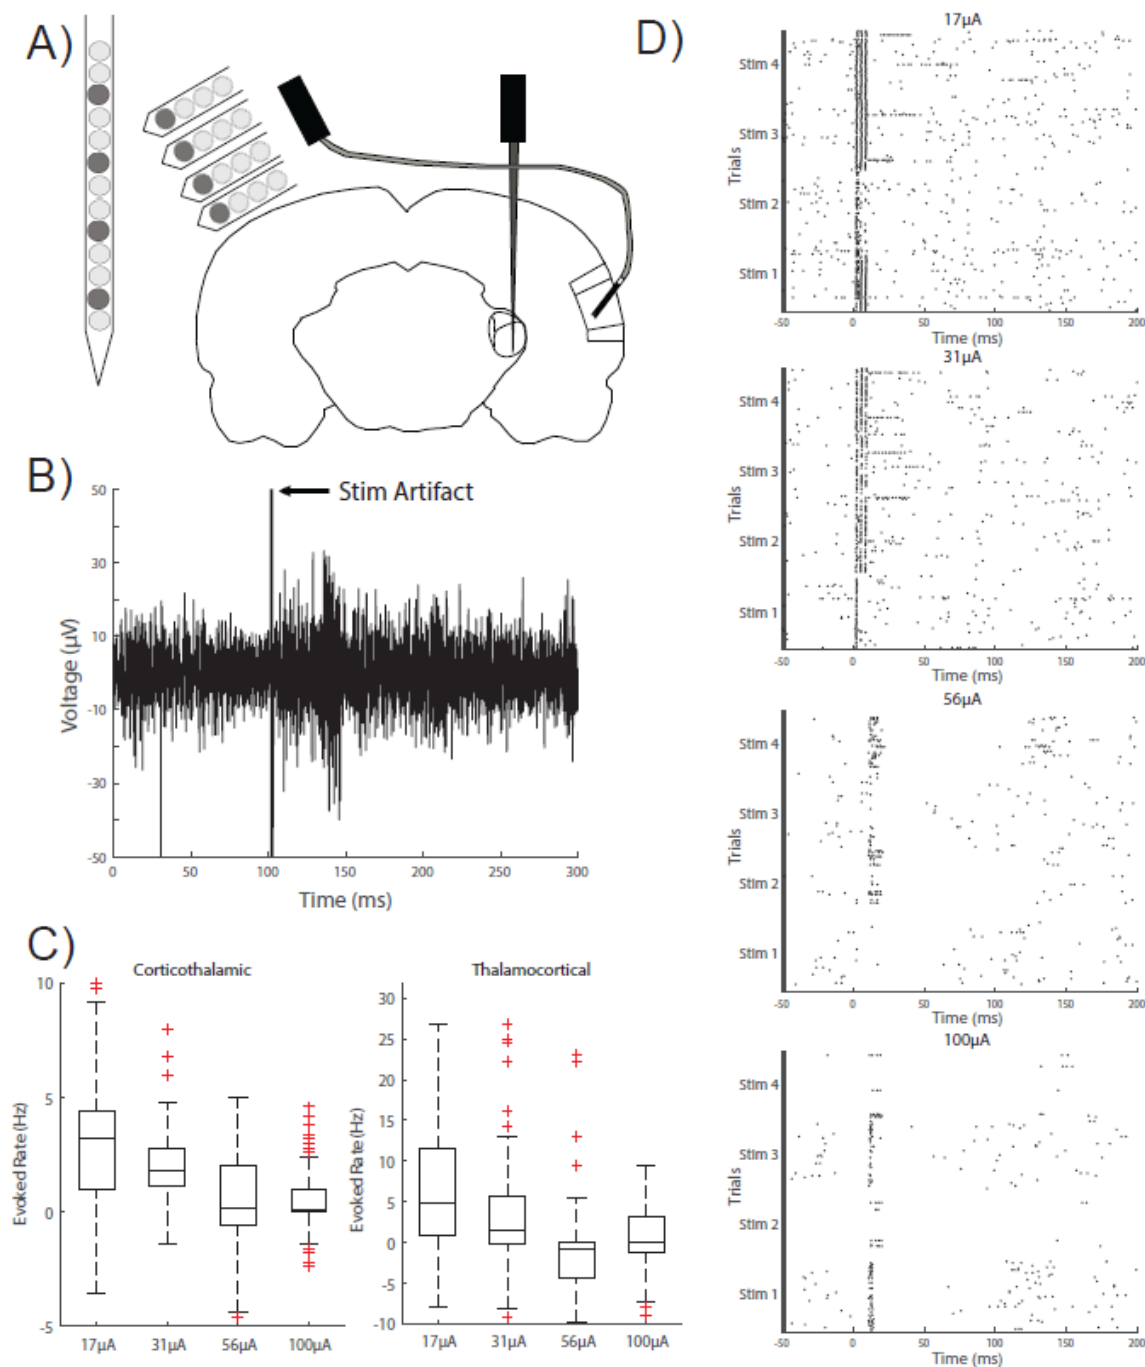 A)
B)
50
30
10
-10
-30
-50
Voltage (µV)
Stim Artifact
0 50 100 150 200 250 300
Time (ms)
C)
Corticothalamic
10
5
0
-5
Evoked Rate (Hz)
17µA 31µA 56µA 100µA
Thalamocortical
30
25
20
15
10
5
0
-5
-10
Evoked Rate (Hz)
17µA 31µA 56µA 100µA
D)
17µA
Stim 4
Stim 3
Stim 2
Stim 1
Trials
-50 0 50 100 150 200
Time (ms)
31µA
Stim 4
Stim 3
Stim 2
Stim 1
Trials
-50 0 50 100 150 200
Time (ms)
56µA
Stim 4
Stim 3
Stim 2
Stim 1
Trials
-50 0 50 100 150 200
Time (ms)
100µA
Stim 4
Stim 3
Stim 2
Stim 1
Trials
-50 0 50 100 150 200
Time (ms)